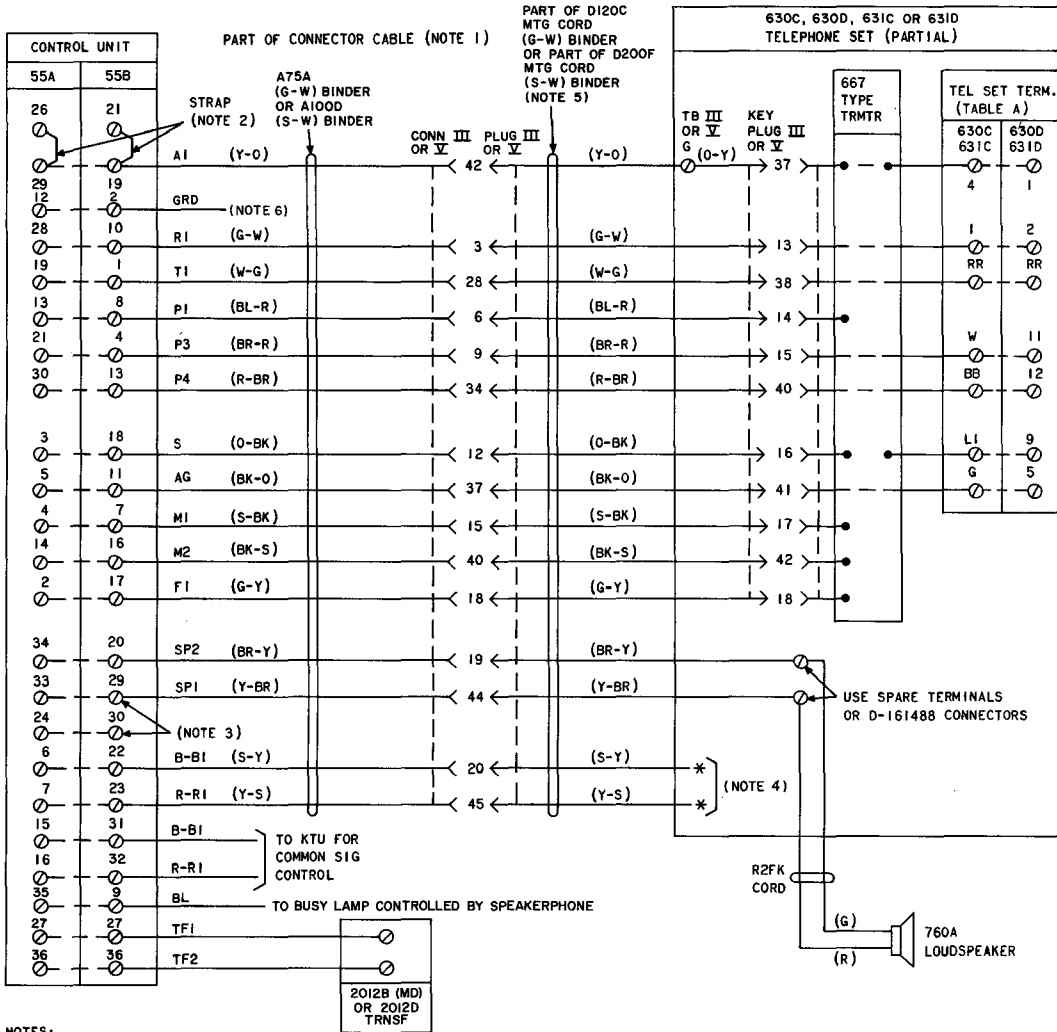 PART OF D120C
MTG CORD
(G-W) BINDER
OR PART OF D200F
MTG CORD
(S-W) BINDER
(NOTE 5)
630C, 630D, 631C OR 631D
TELEPHONE SET (PARTIAL)
CONTROL UNIT
55A 55B
PART OF CONNECTOR CABLE (NOTE 1)
A75A
(G-W) BINDER
OR A100D
(S-W) BINDER
STRAP
(NOTE 2)
667
TYPE
TRMTR
TEL SET TERM.
(TABLE A)
630C 630D
631C 631D
CONN III
OR V
PLUG III
OR V
TB III
OR V
G
KEY
PLUG III
OR V
26 21
A1 (Y-O) 42 (Y-O) (O-Y) 37
29 19 4 1
12 2 GRD (NOTE 6)
28 10 R1 (G-W) 3 (G-W) 13 1 2
19 1 T1 (W-G) 28 (W-G) 38 RR RR
13 8 P1 (BL-R) 6 (BL-R) 14
21 4 P3 (BR-R) 9 (BR-R) 15 W 11
30 13 P4 (R-BR) 34 (R-BR) 40 BB 12
3 18 S (O-BK) 12 (O-BK) 16 L1 9
5 11 AG (BK-O) 37 (BK-O) 41 G 5
4 7 M1 (S-BK) 15 (S-BK) 17
14 16 M2 (BK-S) 40 (BK-S) 42
2 17 F1 (G-Y) 18 (G-Y) 18
34 20 SP2 (BR-Y) 19 (BR-Y)
33 29 SP1 (Y-BR) 44 (Y-BR)
USE SPARE TERMINALS
OR D-161488 CONNECTORS
24 30 (NOTE 3)
6 22 B-B1 (S-Y) 20 (S-Y) *
7 23 R-R1 (Y-S) 45 (Y-S) *
(NOTE 4)
15 31 B-B1
16 32 R-R1
TO KTU FOR
COMMON SIG
CONTROL
35 9 BL TO BUSY LAMP CONTROLLED BY SPEAKERPHONE
27 27 TF1
36 36 TF2
2012B (MD)
OR 2012D
TRNSF
R2FK
CORD
(G)
(R)
760A
LOUDSPEAKER
NOTES: